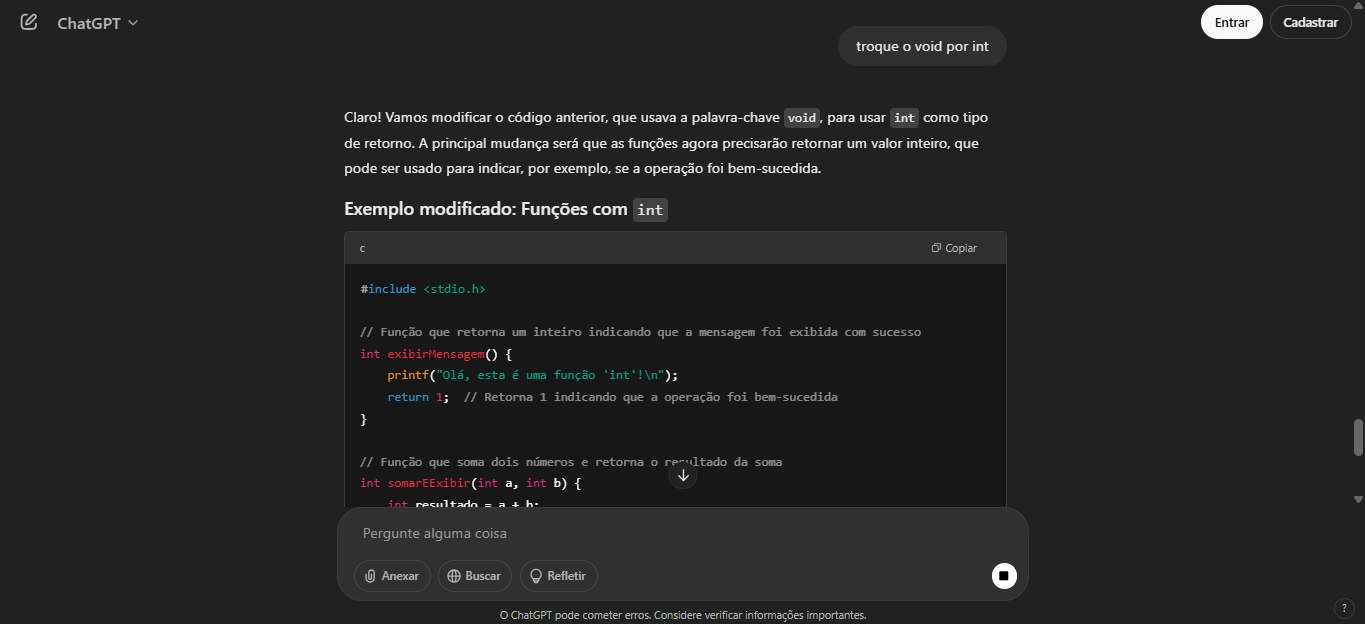 ChatGPT
Entrar
Cadastrar
troque o void por int
Claro! Vamos modificar o código anterior, que usava a palavra-chave void, para usar int como tipo
de retorno. A principal mudança será que as funções agora precisarão retornar um valor inteiro, que
pode ser usado para indicar, por exemplo, se a operação foi bem-sucedida.
Exemplo modificado: Funções com int
c
Copiar
#include <stdio.h>
// Função que retorna um inteiro indicando que a mensagem foi exibida com sucesso
int exibirMensagem() {
    printf("Olá, esta é uma função 'int'!\n");
    return 1;  // Retorna 1 indicando que a operação foi bem-sucedida
}
// Função que soma dois números e retorna o resultado da soma
int somarEExibir(int a, int b) {
    int resultado = a + b;
Pergunte alguma coisa
Anexar
Buscar
Refletir
O ChatGPT pode cometer erros. Considere verificar informações importantes.
?